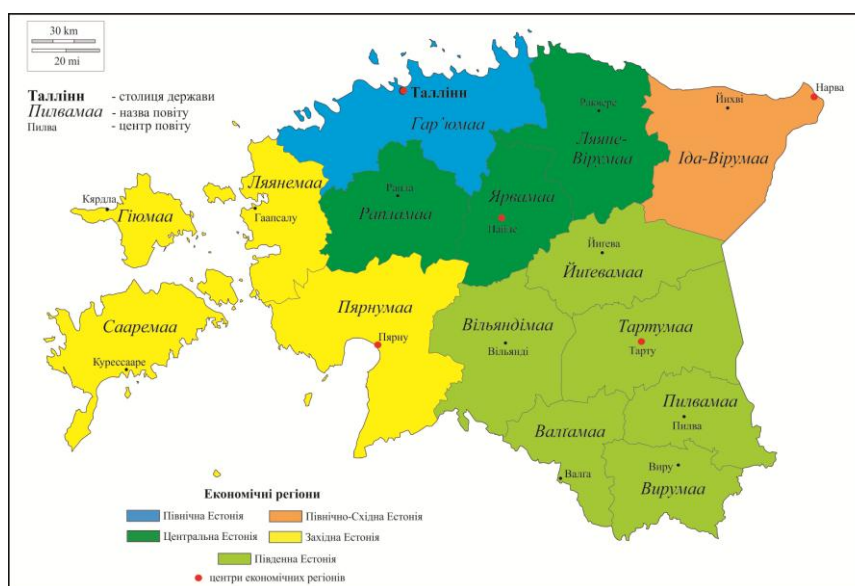 30 km
20 mi
Таллінн - столиця держави
Пилвамаа - назва повіту
Пилва - центр повіту
Таллінн
Гар'юмаа
Раквере
Ляяне-
Вірумаа
Йихві
Нарва
Іда-Вірумаа
Ляянемаа
Гаапсалу
Рапла
Рапламаа
Ярвамаа
Пайде
Кярдла
Гіюмаа
Йигева
Йигевамаа
Сааремаа
Курессааре
Пярнумаа
Пярну
Вільяндімаа
Вільянді
Тартумаа
Тарту
Пилвамаа
Пилва
Валґамаа
Валга
Виру
Вирумаа
Економічні регіони
Північна Естонія
Північно-Східна Естонія
Центральна Естонія
Західна Естонія
Південна Естонія
центри економічних регіонів